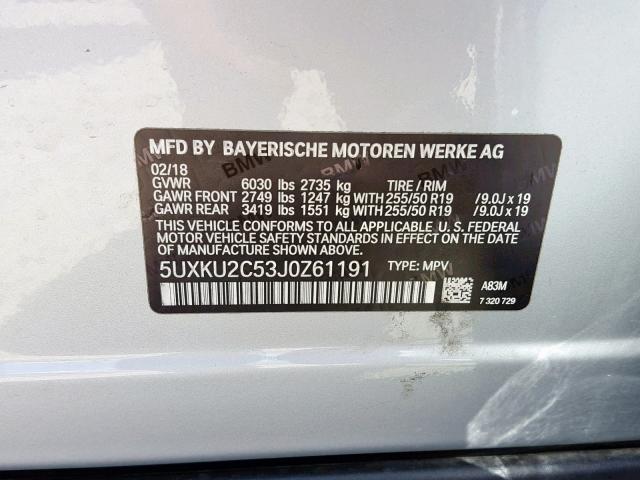 MFD BY BAYERISCHE MOTOREN WERKE AG
02/18
GVWR 6030 lbs 2735 kg TIRE / RIM
GAWR FRONT 2749 lbs 1247 kg WITH 255/50 R19 /9.0J x 19
GAWR REAR 3419 lbs 1551 kg WITH 255/50 R19 /9.0J x 19
THIS VEHICLE CONFORMS TO ALL APPLICABLE U.S. FEDERAL
MOTOR VEHICLE SAFETY STANDARDS IN EFFECT ON THE DATE
OF MANUFACTURE SHOWN ABOVE.
5UXKU2C53J0Z61191 TYPE: MPV
A83M
7 320 729